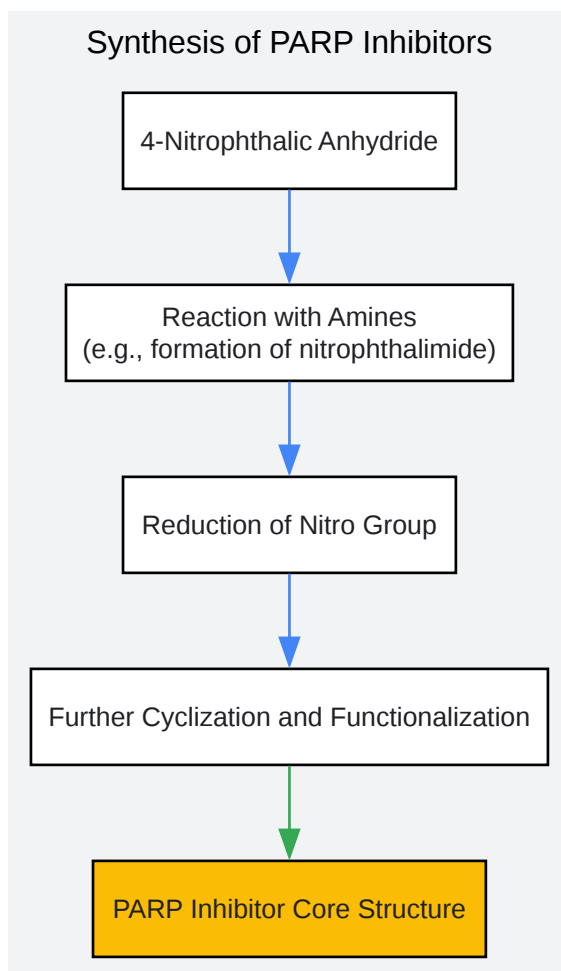 Synthesis of PARP Inhibitors
4-Nitrophthalic Anhydride
Reaction with Amines
(e.g., formation of nitrophthalimide)
Reduction of Nitro Group
Further Cyclization and Functionalization
PARP Inhibitor Core Structure